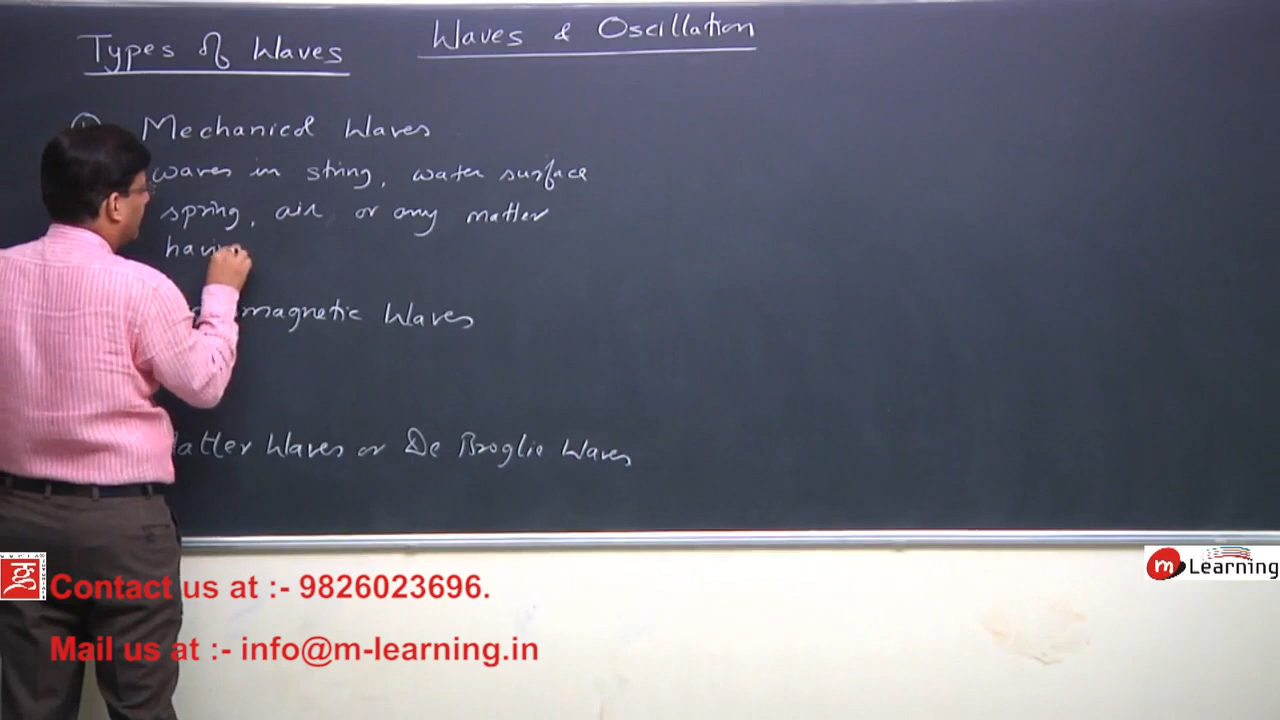 Types of Waves
Waves & Oscillation
Mechanical Waves
waves in string, water surface
spring, air or any matter
havin
magnetic Waves
Matter Waves or De Broglie Waves
m Learning
Contact us at :- 9826023696.
Mail us at :- info@m-learning.in